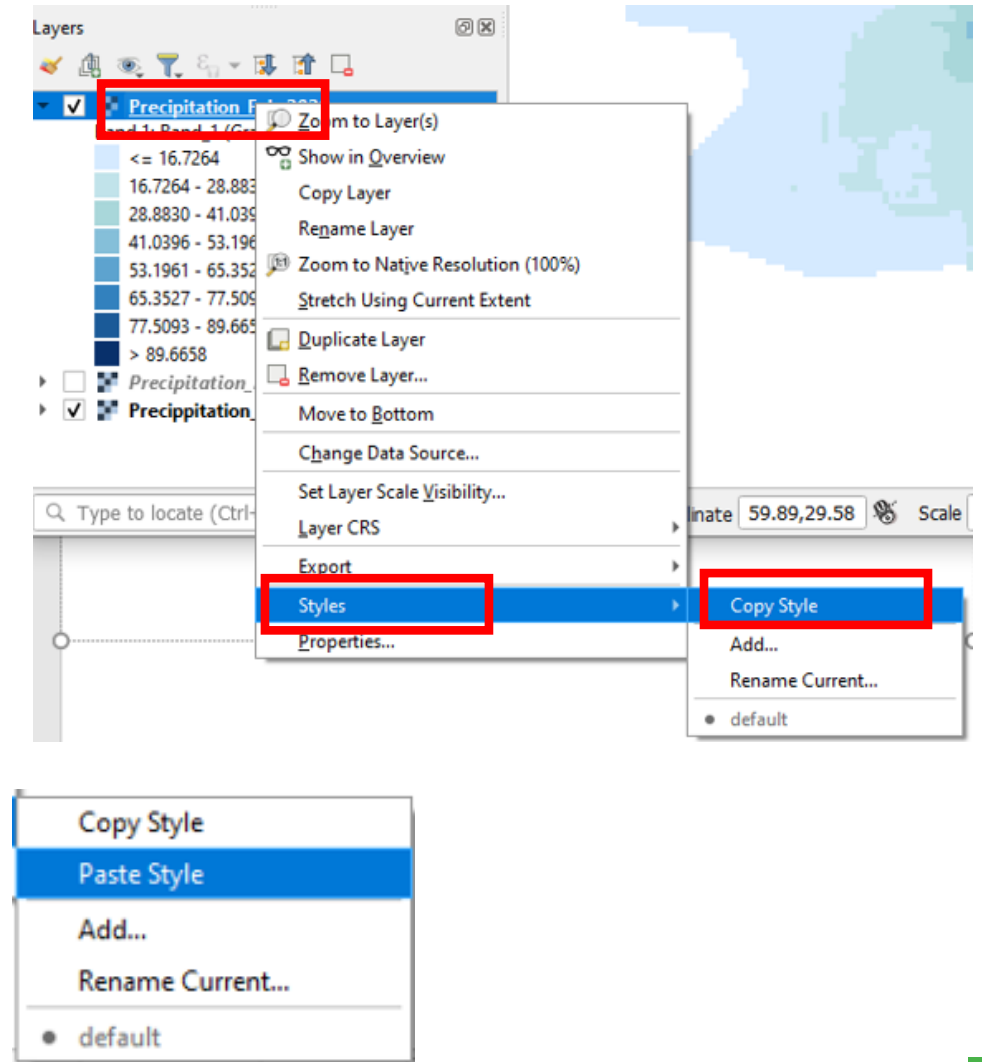 Layers
Precipitation
Zoom to Layer(s)
Band 1: Band_1
Show in Overview
<= 16.7264
Copy Layer
16.7264 - 28.883
Rename Layer
28.8830 - 41.039
Zoom to Native Resolution (100%)
41.0396 - 53.196
Stretch Using Current Extent
53.1961 - 65.352
65.3527 - 77.509
Duplicate Layer
77.5093 - 89.665
Remove Layer...
> 89.6658
Precipitation_
Move to Bottom
Precippitation_
Change Data Source...
Set Layer Scale Visibility...
Type to locate (Ctrl-
inate 59.89,29.58 Scale
Layer CRS
Export
Styles
Copy Style
Properties...
Add...
Rename Current...
default
Copy Style
Paste Style
Add...
Rename Current...
default